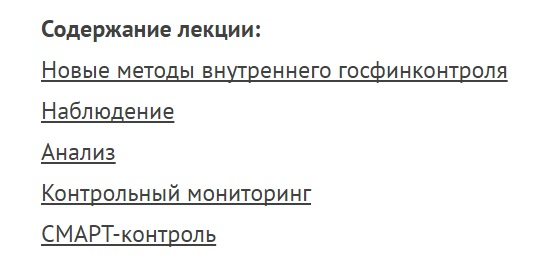 Содержание лекции:
Новые методы внутреннего госфинконтроля
Наблюдение
Анализ
Контрольный мониторинг
СМАРТ-контроль